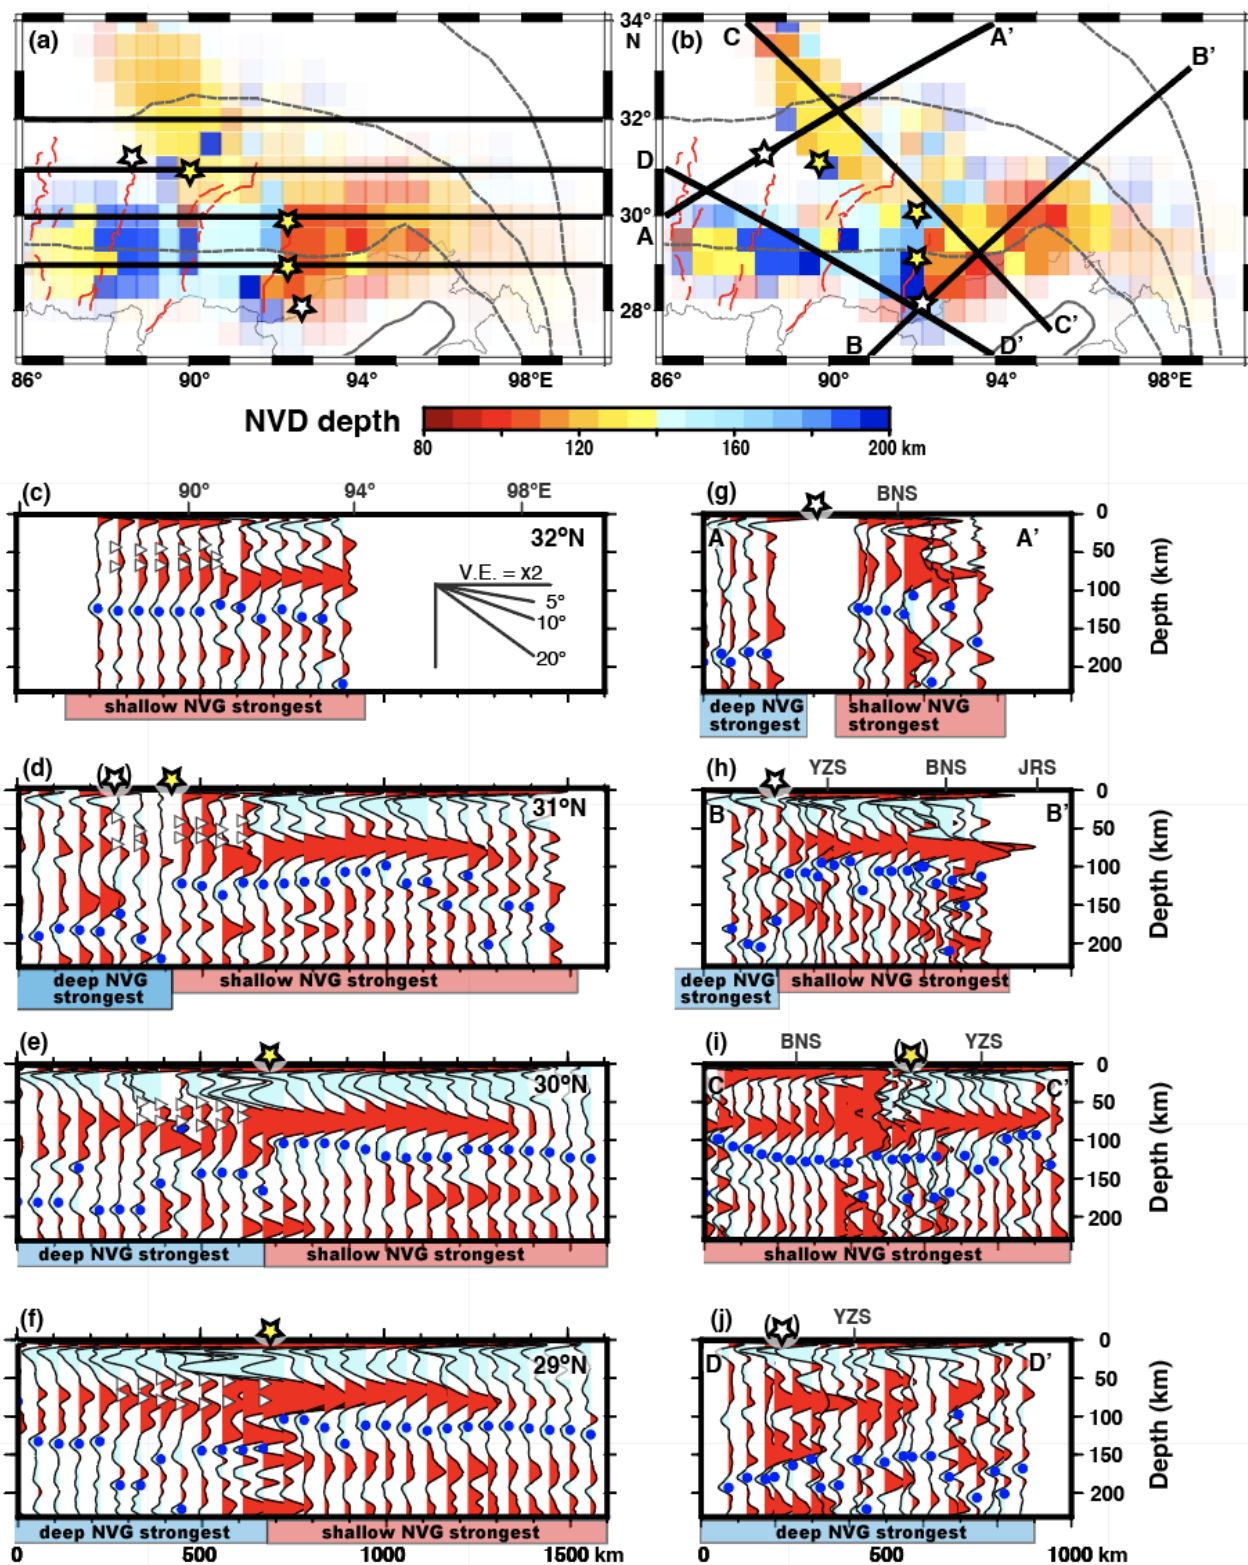 (a)
(b)
34°
N
32°
30°
28°
C
A'
B'
D
A
B
D'
C'
86°
90°
94°
98°E
86°
90°
94°
98°E
NVD depth
80
120
160
200 km
(c)
90°
94°
98°E
32°N
V.E. = x2
5°
10°
20°
shallow NVG strongest
(g)
BNS
A
A'
0
50
100
150
200
Depth (km)
deep NVG
strongest
shallow NVG
strongest
(d)
31°N
deep NVG
strongest
shallow NVG strongest
(h)
YZS
BNS
JRS
B
B'
0
50
100
150
200
Depth (km)
deep NVG
strongest
shallow NVG strongest
(e)
30°N
deep NVG strongest
shallow NVG strongest
(i)
BNS
YZS
C
C'
0
50
100
150
200
Depth (km)
shallow NVG strongest
(f)
29°N
deep NVG strongest
shallow NVG strongest
0
500
1000
1500 km
(j)
YZS
D
D'
0
50
100
150
200
Depth (km)
deep NVG strongest
0
500
1000